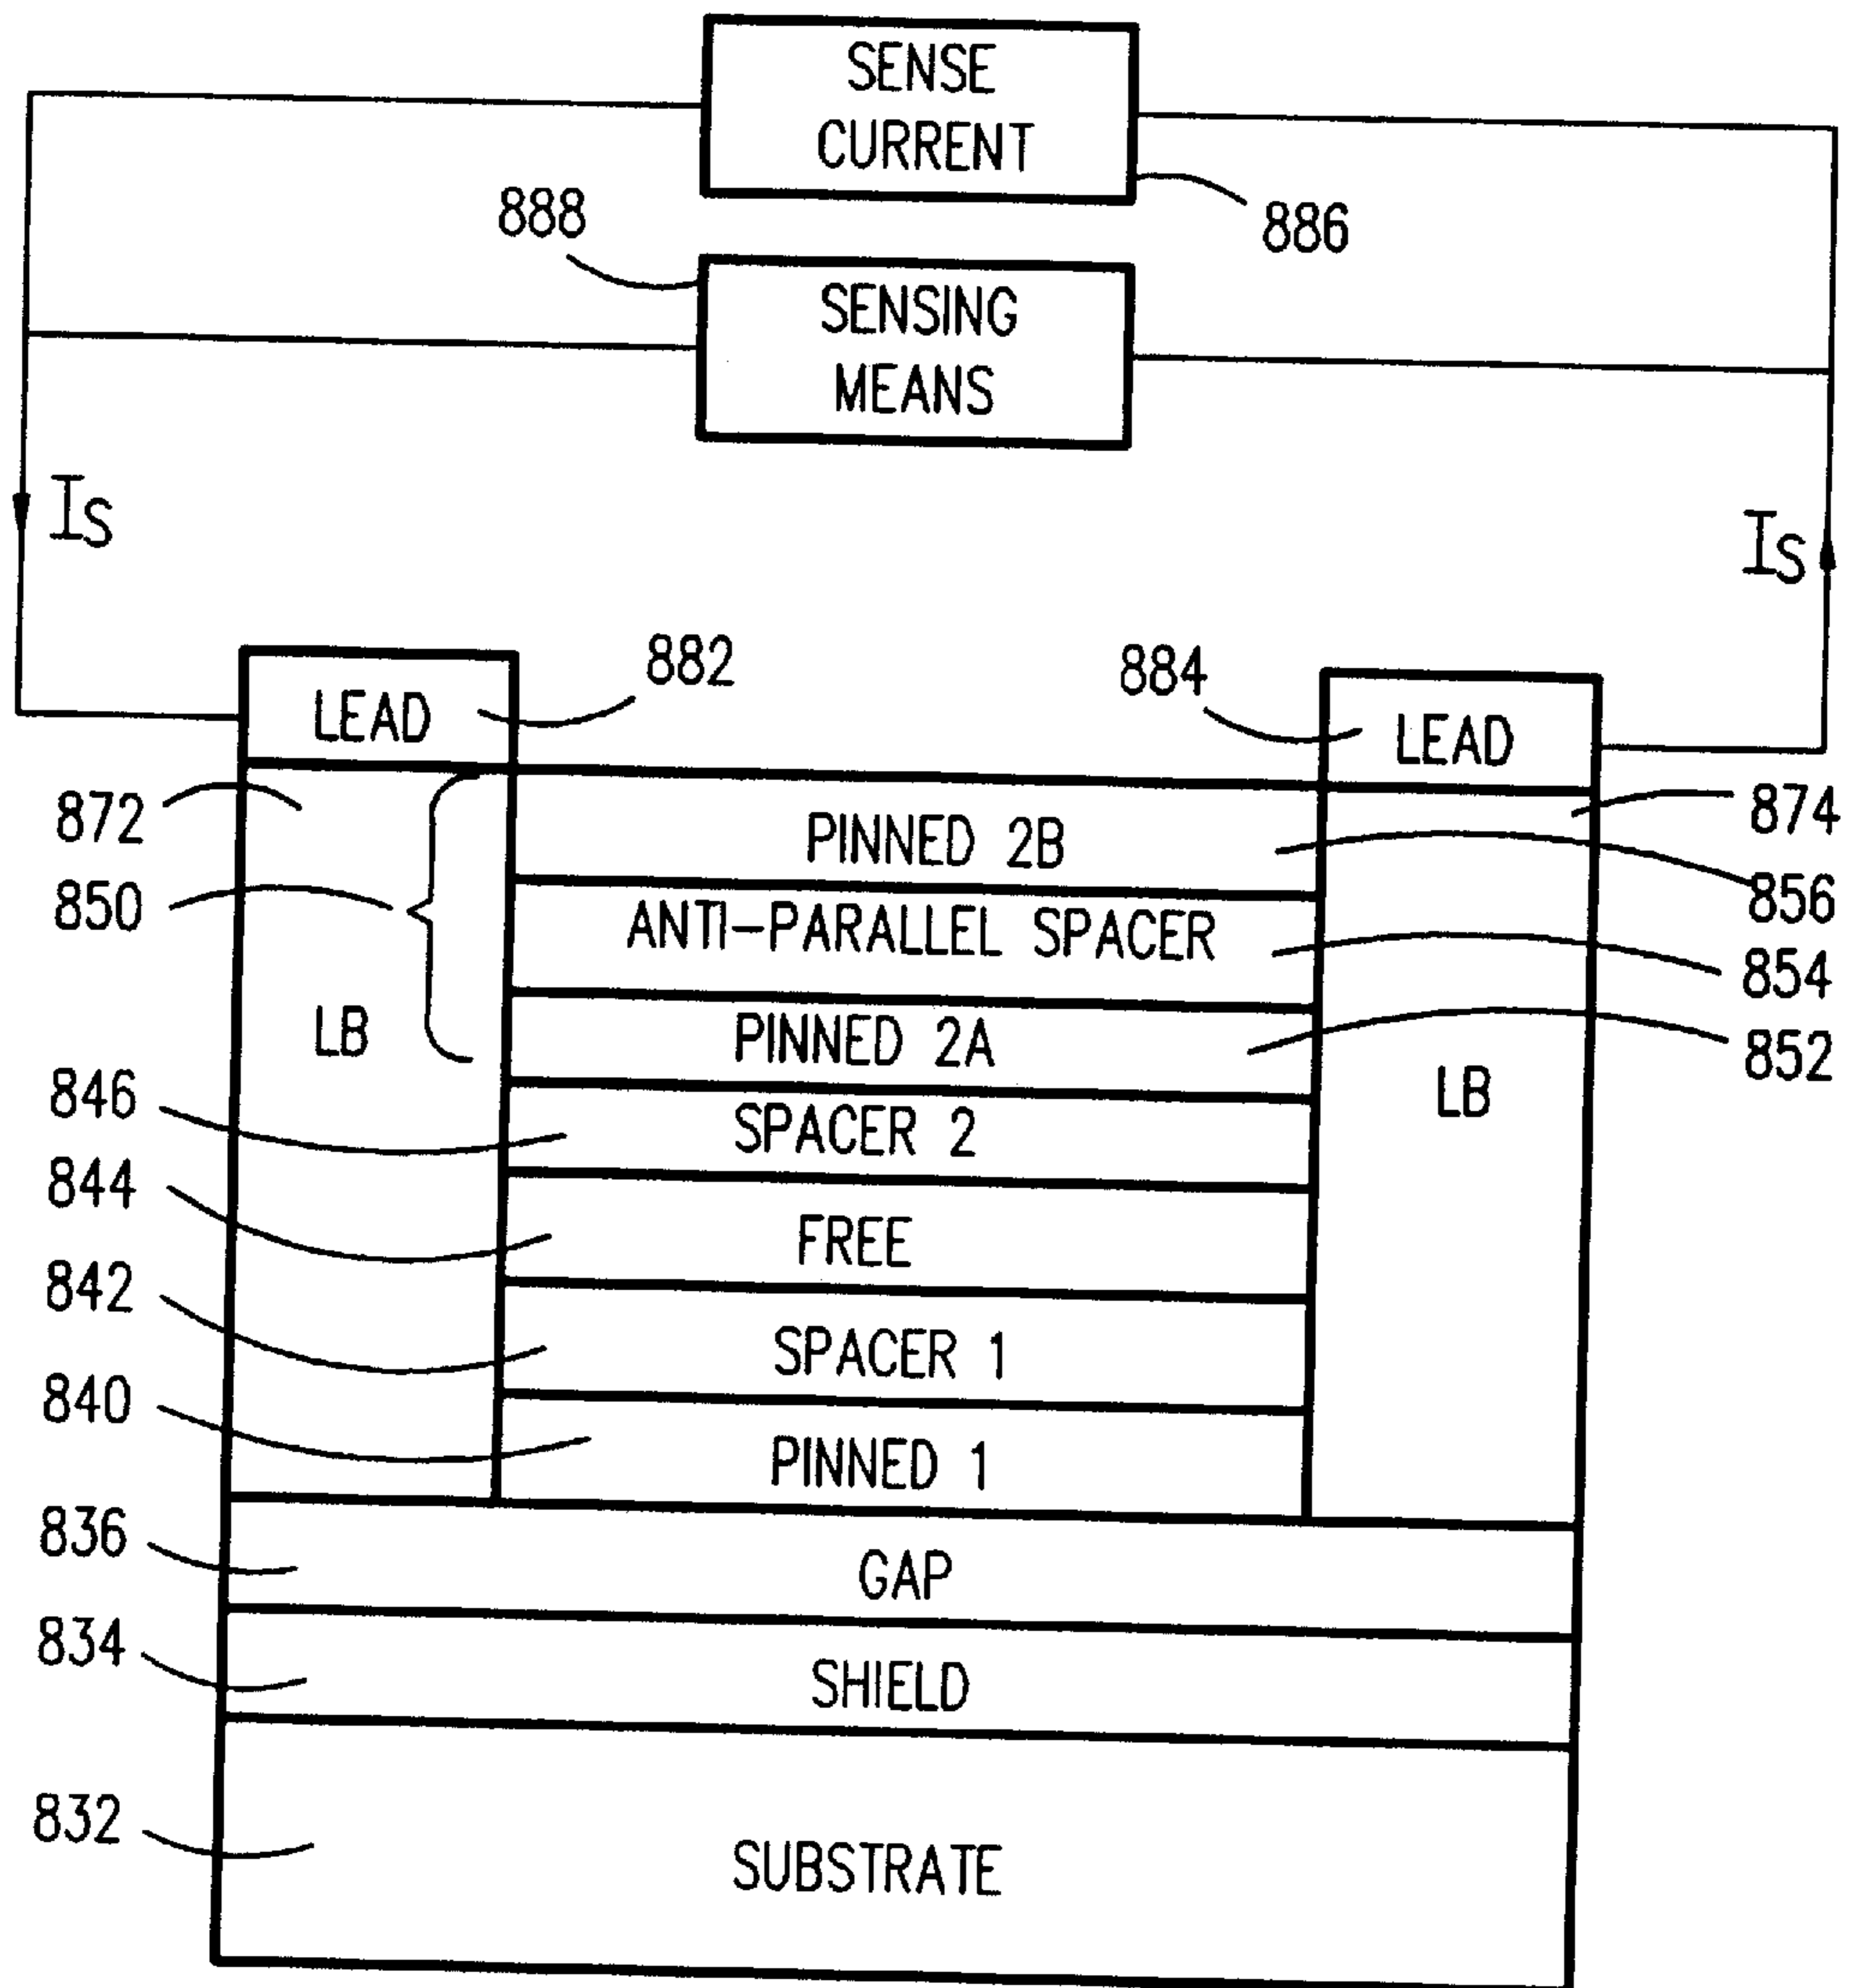 SENSE
CURRENT
888
886
SENSING
MEANS
IS
IS
882
884
LEAD
LEAD
872
874
PINNED 2B
850
856
ANTI-PARALLEL SPACER
854
LB
PINNED 2A
852
846
LB
SPACER 2
844
FREE
842
SPACER 1
840
PINNED 1
836
GAP
834
SHIELD
832
SUBSTRATE